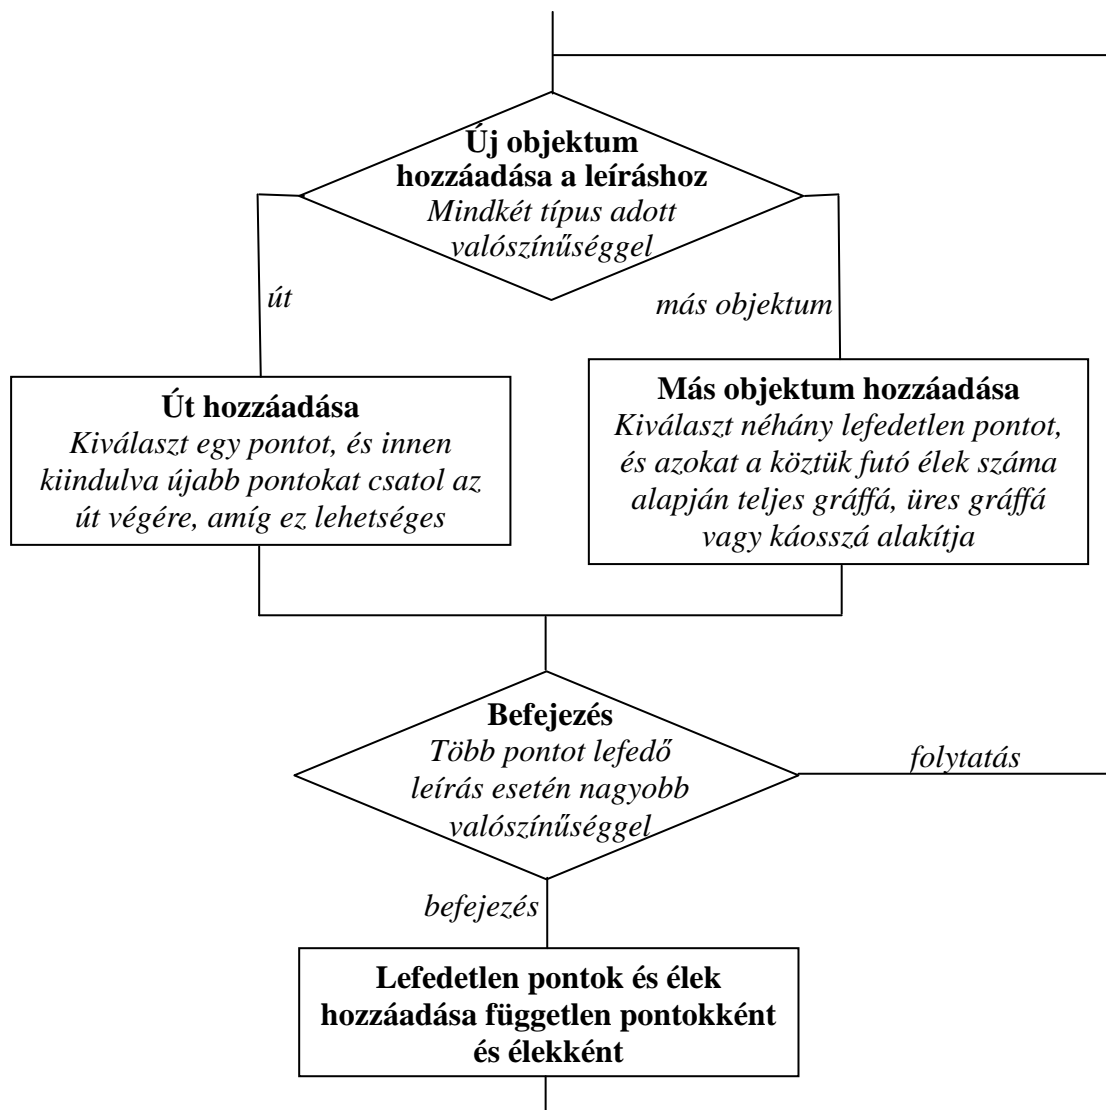 Új objektum
hozzáadása a leíráshoz
Mindkét típus adott
valószínűséggel
út
más objektum
Út hozzáadása
Kiválaszt egy pontot, és innen
kiindulva újabb pontokat csatol az
út végére, amíg ez lehetséges
Más objektum hozzáadása
Kiválaszt néhány lefedetlen pontot,
és azokat a köztük futó élek száma
alapján teljes gráffá, üres gráffá
vagy káosszá alakítja
Befejezés
Több pontot lefedő
leírás esetén nagyobb
valószínűséggel
folytatás
befejezés
Lefedetlen pontok és élek
hozzáadása független pontokként
és élekként